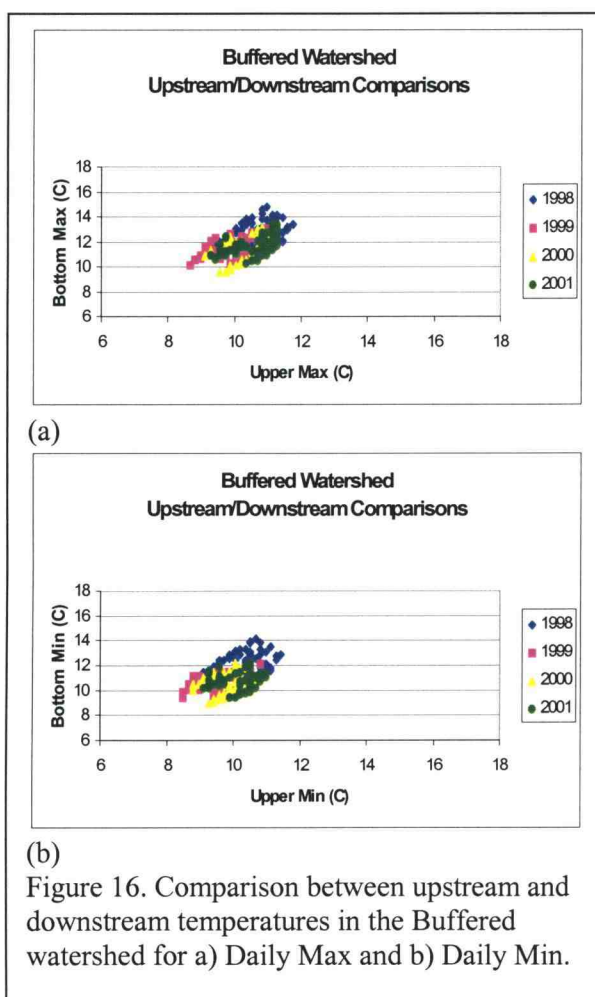 Buffered Watershed
Upstream/Downstream Comparisons
18
16
14
12
10
8
6
6 8 10 12 14 16 18
Bottom Max (C)
Upper Max (C)
1998
1999
2000
2001
(a)
Buffered Watershed
Upstream/Downstream Comparisons
18
16
14
12
10
8
6
6 8 10 12 14 16 18
Bottom Min (C)
Upper Min (C)
1998
1999
2000
2001
(b)
Figure 16. Comparison between upstream and
downstream temperatures in the Buffered
watershed for a) Daily Max and b) Daily Min.